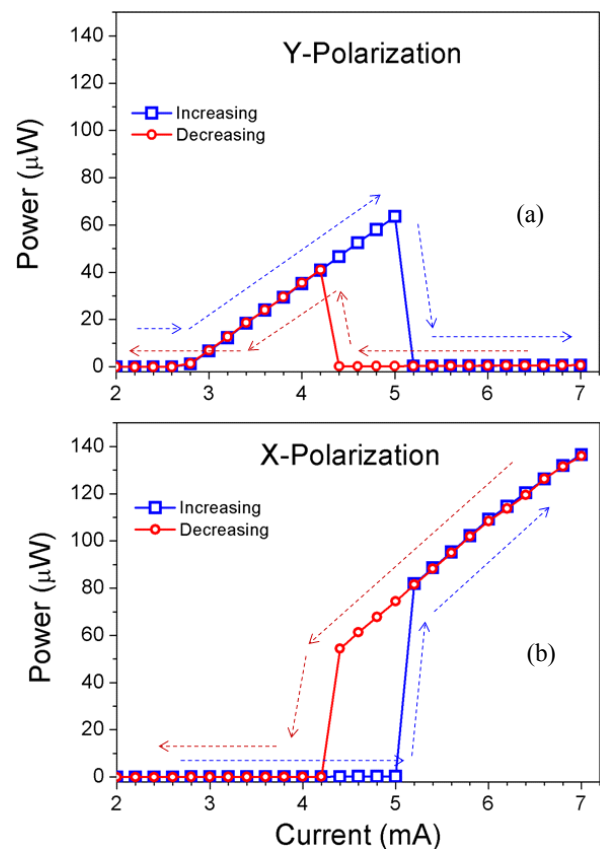 Y-Polarization
Increasing
Decreasing
(a)
Power (μW)
140
120
100
80
60
40
20
0
2 3 4 5 6 7
X-Polarization
Increasing
Decreasing
(b)
Power (μW)
140
120
100
80
60
40
20
0
2 3 4 5 6 7
Current (mA)